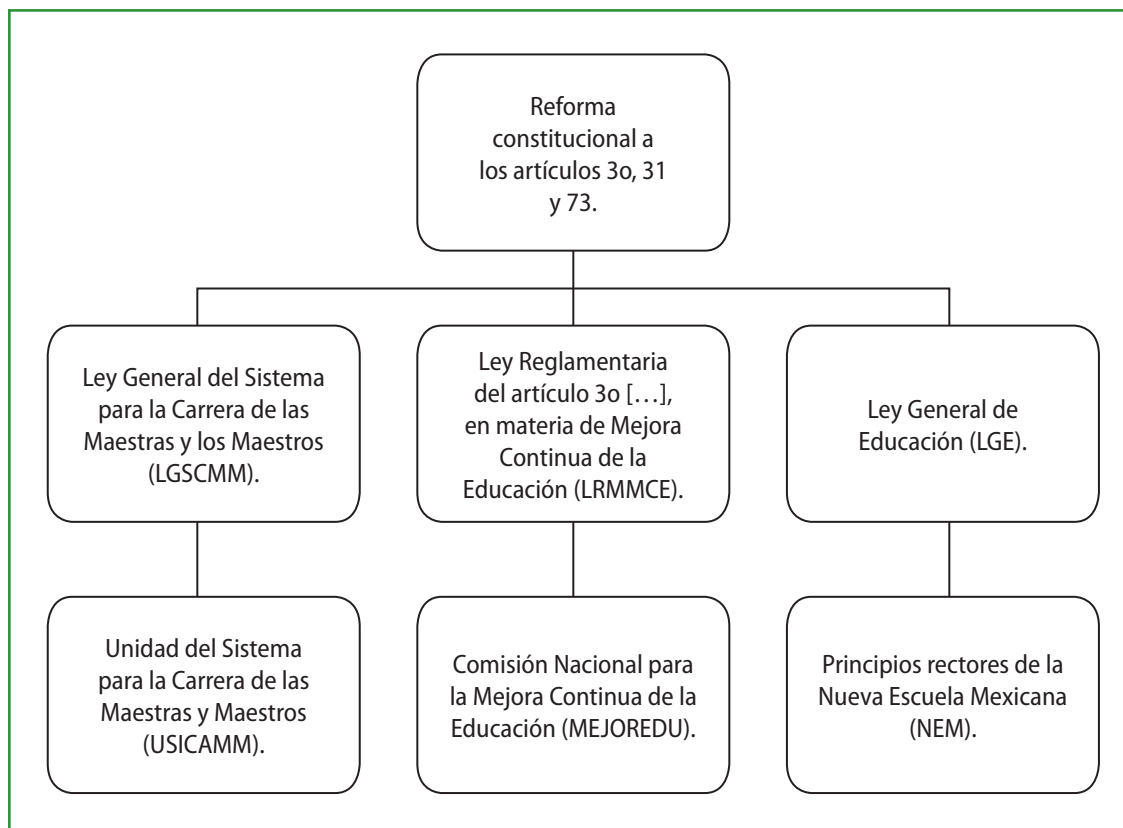 Reforma
constitucional a
los artículos 3o, 31
y 73.
Ley General del Sistema
para la Carrera de las
Maestras y los Maestros
(LGSCMM).
Ley Reglamentaria
del artículo 3o […],
en materia de Mejora
Continua de la
Educación (LRMMCE).
Ley General de
Educación (LGE).
Unidad del Sistema
para la Carrera de las
Maestras y Maestros
(USICAMM).
Comisión Nacional para
la Mejora Continua de la
Educación (MEJOREDU).
Principios rectores de la
Nueva Escuela Mexicana
(NEM).